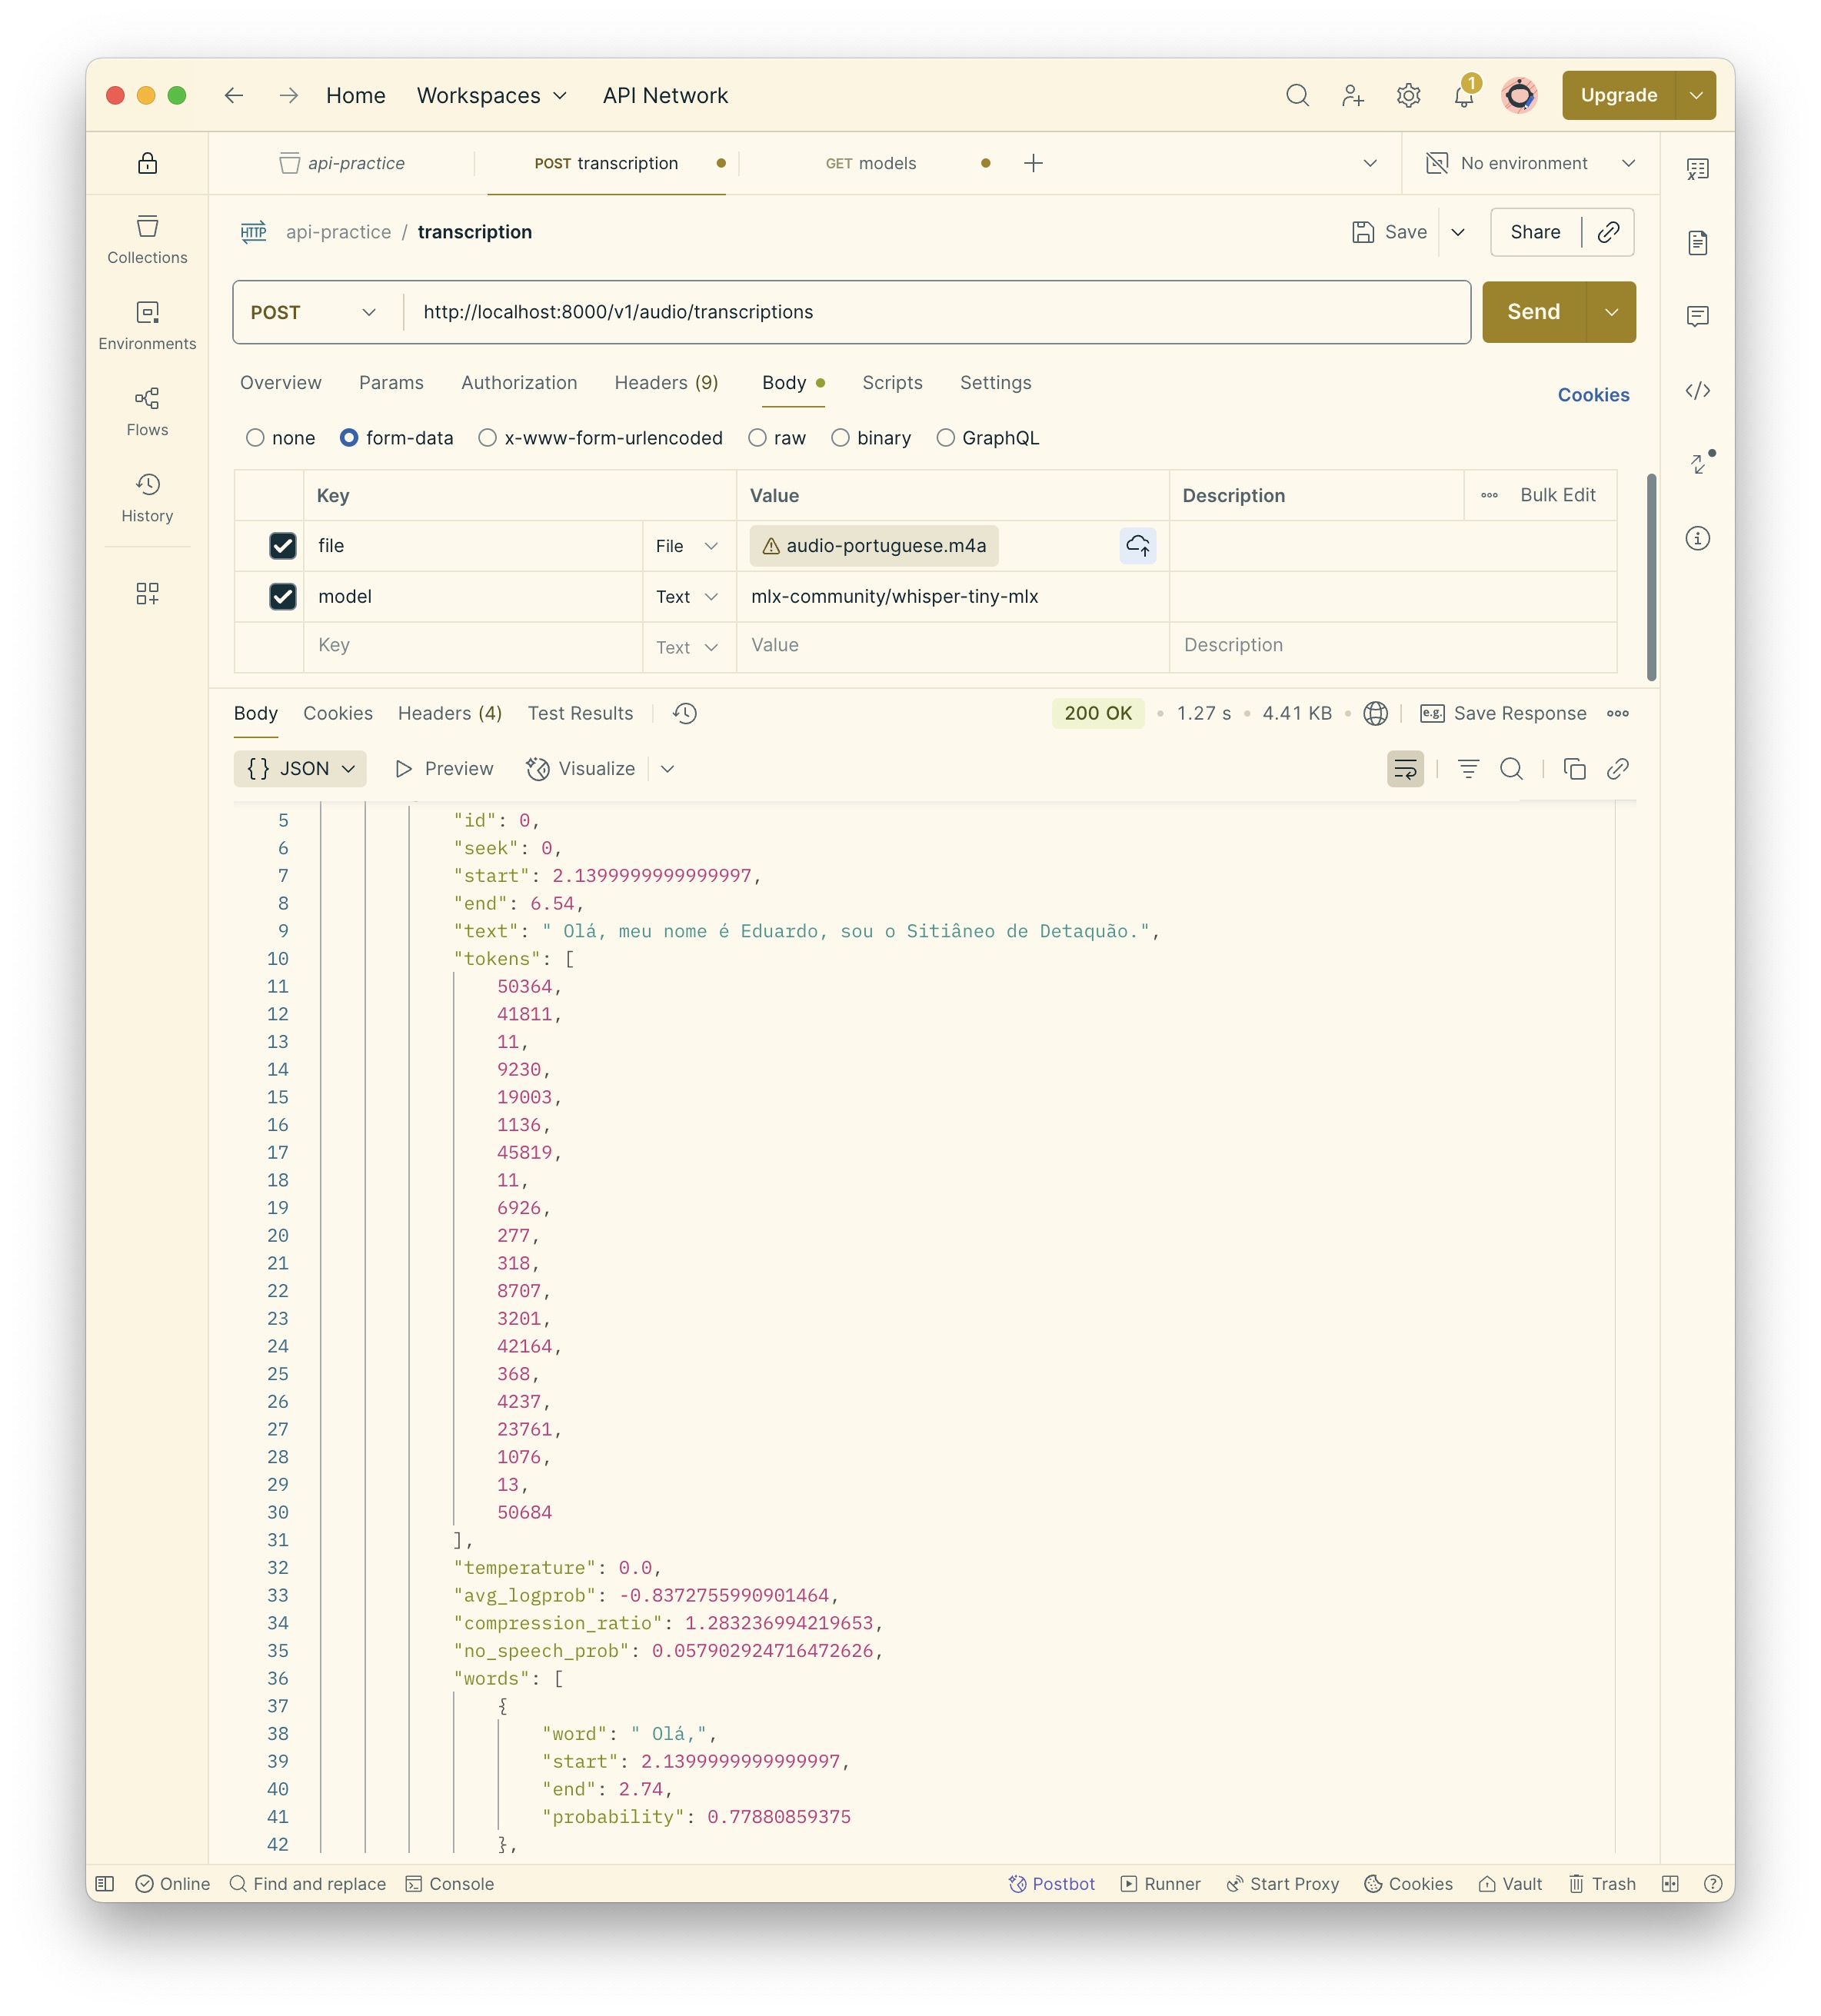 Home Workspaces API Network 1 Upgrade
api-practice POST transcription GET models No environment
HTTP api-practice / transcription Save Share
Collections
Environments
Flows
History
POST http://localhost:8000/v1/audio/transcriptions Send
Overview Params Authorization Headers (9) Body Scripts Settings Cookies
none form-data x-www-form-urlencoded raw binary GraphQL
Key Value Description Bulk Edit
file File audio-portuguese.m4a
model Text mlx-community/whisper-tiny-mlx
Key Text Value Description
Body Cookies Headers (4) Test Results 200 OK 1.27 s 4.41 KB e.g. Save Response
{} JSON Preview Visualize
5 "id": 0,
6 "seek": 0,
7 "start": 2.1399999999999997,
8 "end": 6.54,
9 "text": " Olá, meu nome é Eduardo, sou o Sitiâneo de Detaquão.",
10 "tokens": [
11 50364,
12 41811,
13 11,
14 9230,
15 19003,
16 1136,
17 45819,
18 11,
19 6926,
20 277,
21 318,
22 8707,
23 3201,
24 42164,
25 368,
26 4237,
27 23761,
28 1076,
29 13,
30 50684
31 ],
32 "temperature": 0.0,
33 "avg_logprob": -0.8372755990901464,
34 "compression_ratio": 1.283236994219653,
35 "no_speech_prob": 0.057902924716472626,
36 "words": [
37 {
38 "word": " Olá,",
39 "start": 2.1399999999999997,
40 "end": 2.74,
41 "probability": 0.77880859375
42 },
Online Find and replace Console Postbot Runner Start Proxy Cookies Vault Trash